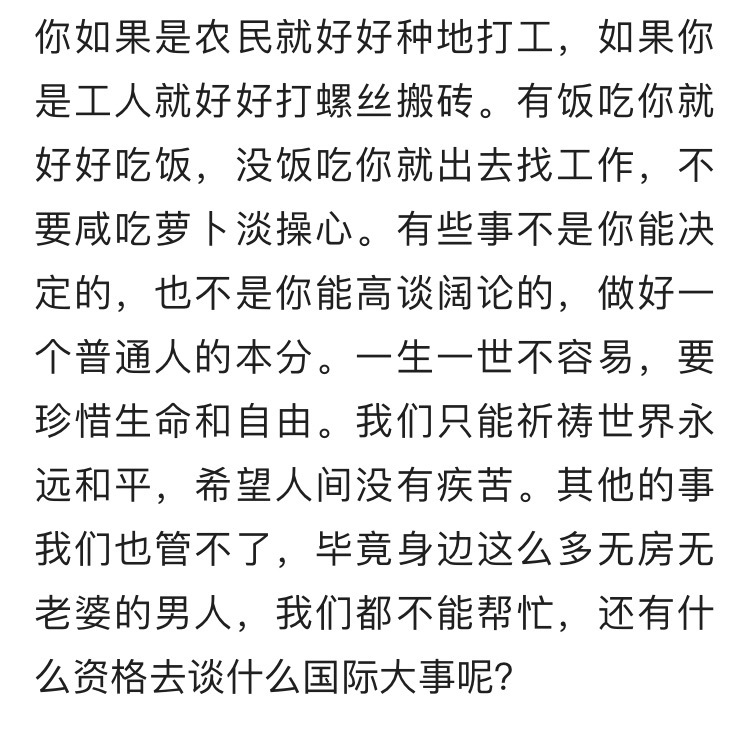 你如果是农民就好好种地打工，如果你
是工人就好好打螺丝搬砖。有饭吃你就
好好吃饭，没饭吃你就出去找工作，不
要咸吃萝卜淡操心。有些事不是你能决
定的，也不是你能高谈阔论的，做好一
个普通人的本分。一生一世不容易，要
珍惜生命和自由。我们只能祈祷世界永
远和平，希望人间没有疾苦。其他的事
我们也管不了，毕竟身边这么多无房无
老婆的男人，我们都不能帮忙，还有什
么资格去谈什么国际大事呢？